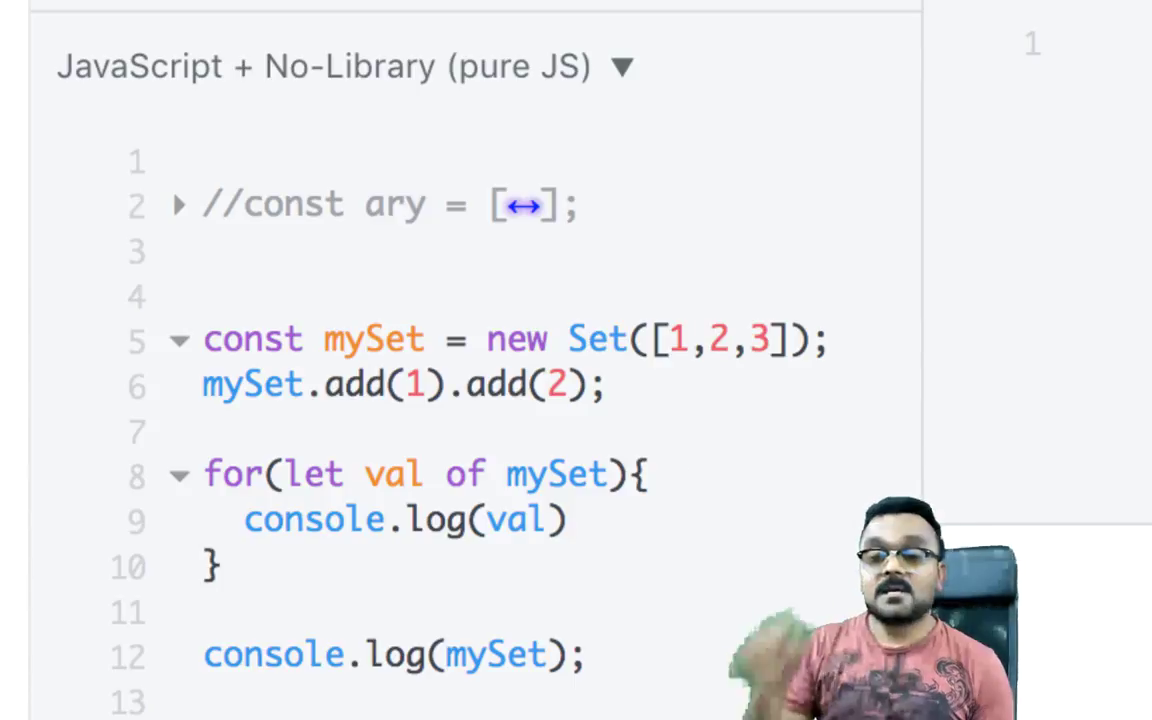 JavaScript + No-Library (pure JS) ▼
1
1
2 //const ary = [↔];
3
4
5 const mySet = new Set([1,2,3]);
6 mySet.add(1).add(2);
7
8 for(let val of mySet){
9 console.log(val)
10 }
11
12 console.log(mySet);
13